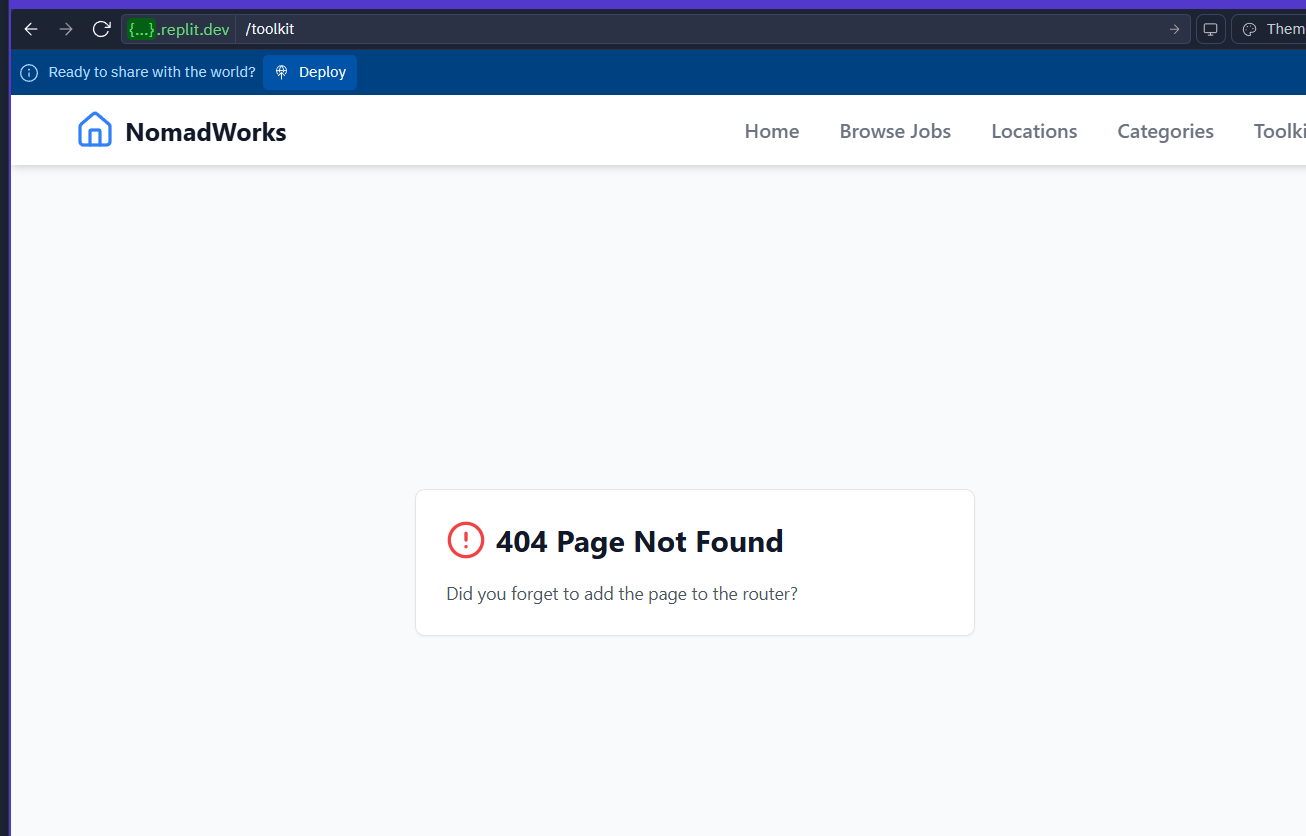 {...}.replit.dev /toolkit Them
Ready to share with the world? Deploy
NomadWorks Home Browse Jobs Locations Categories Toolki
404 Page Not Found
Did you forget to add the page to the router?